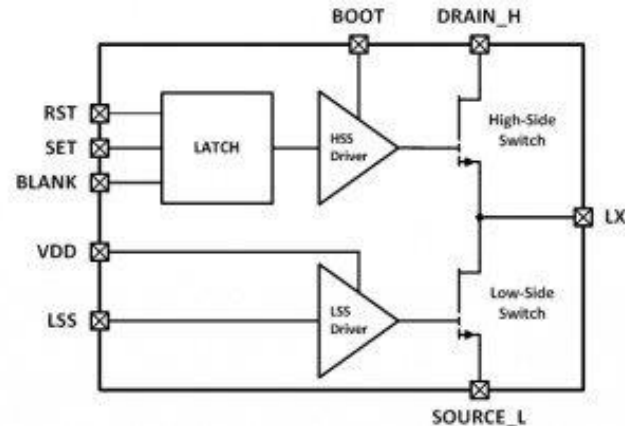 BOOT
DRAIN_H
RST
SET
BLANK
LATCH
HSS
Driver
High-Side
Switch
LX
VDD
LSS
LSS
Driver
Low-Side
Switch
SOURCE_L